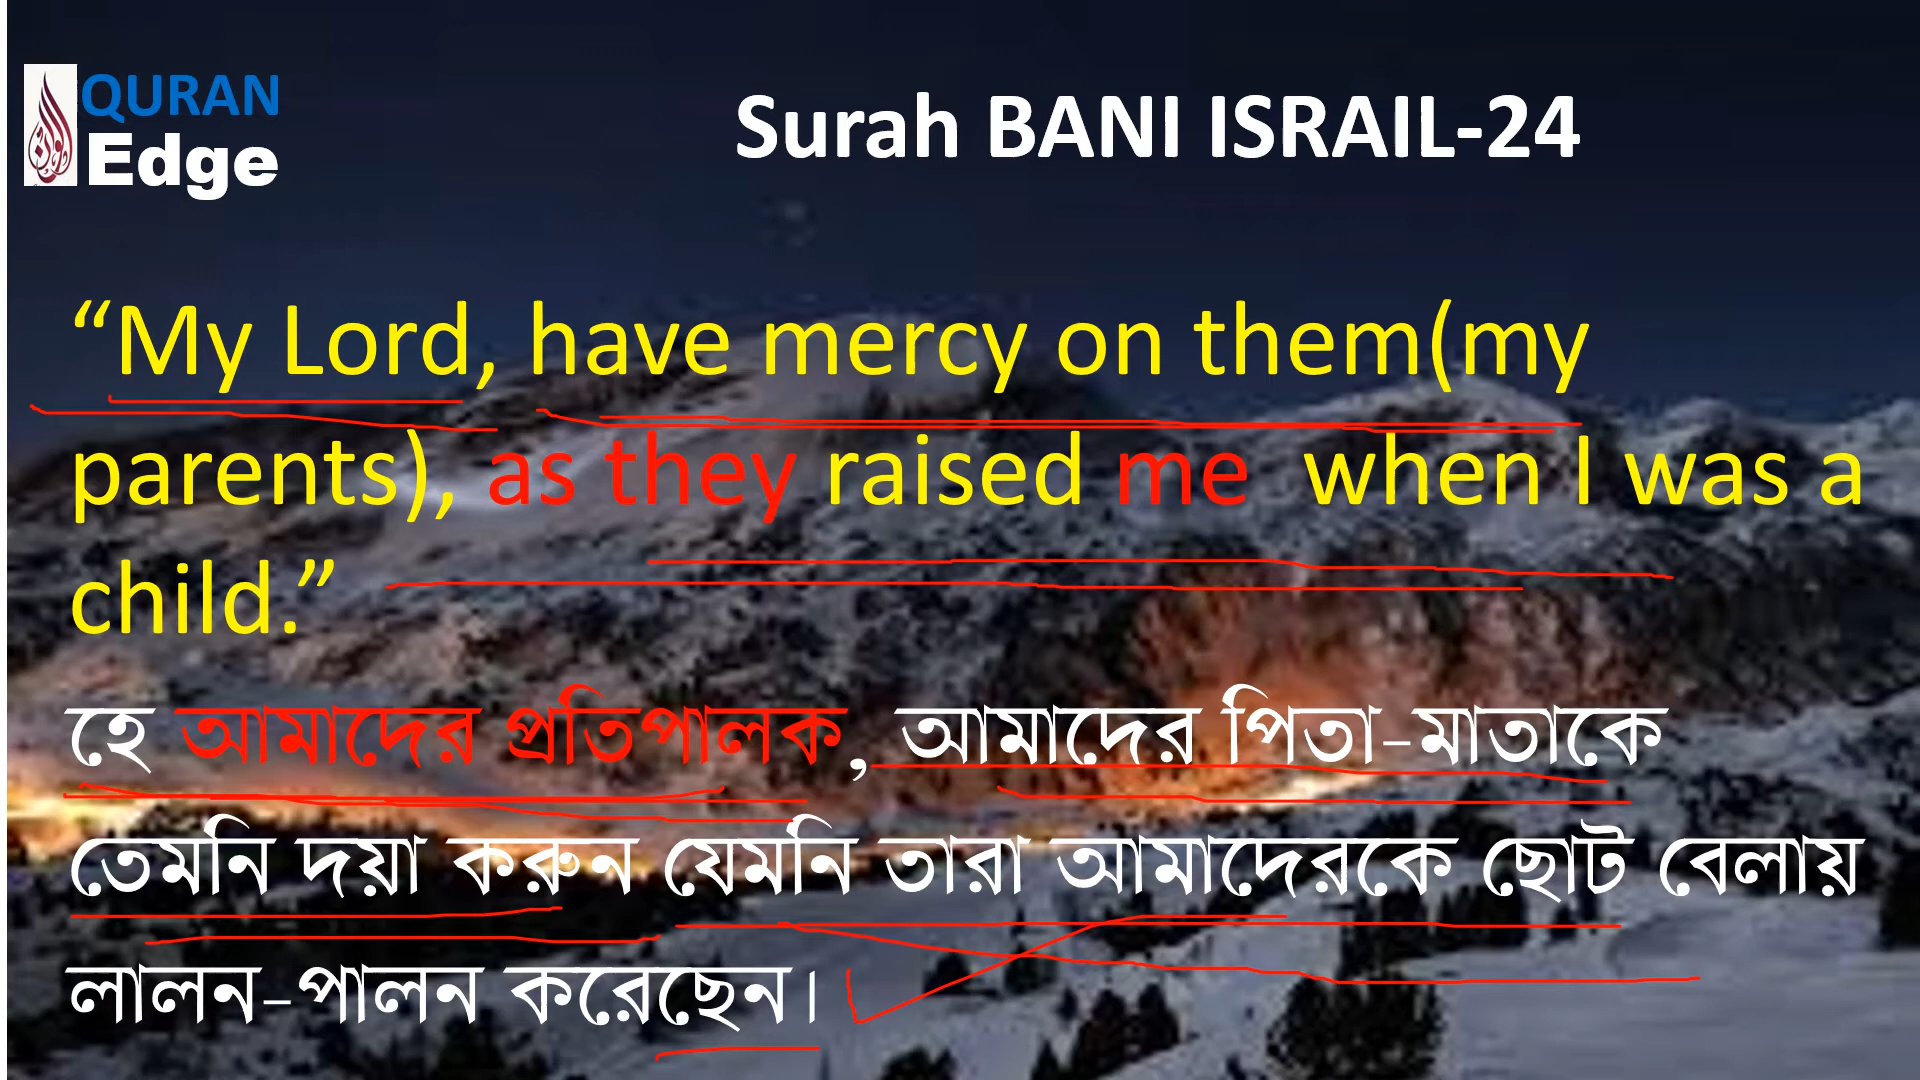 QURAN
Edge
Surah BANI ISRAIL-24
“My Lord, have mercy on them(my
parents), as they raised me when I was a
child.”
হে আমাদের প্রতিপালক, আমাদের পিতা-মাতাকে
তেমনি দয়া করুন যেমনি তারা আমাদেরকে ছোট বেলায়
লালন-পালন করেছেন।